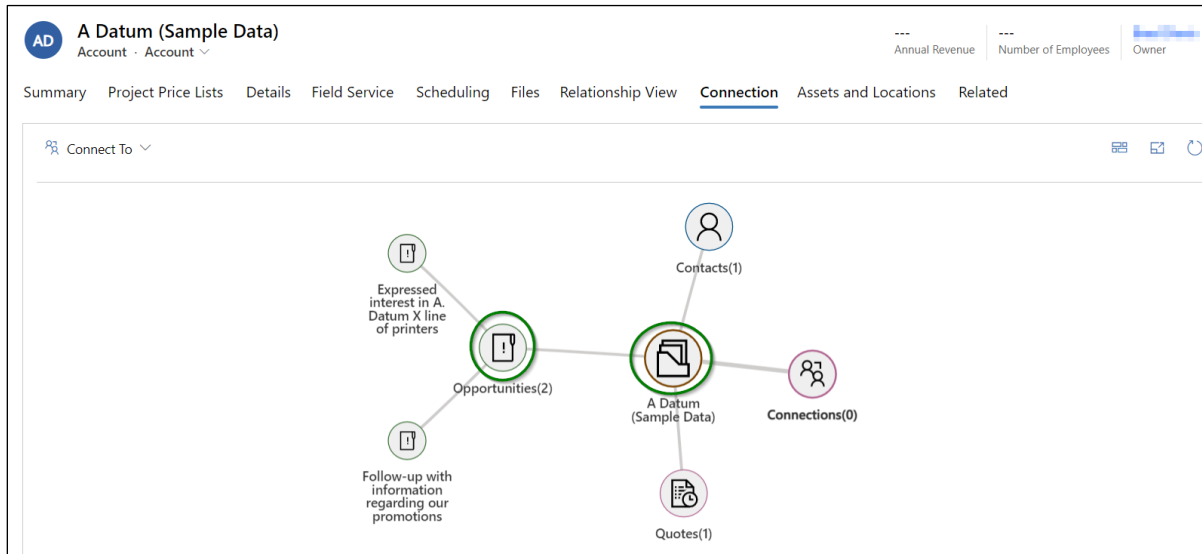 AD
A Datum (Sample Data)
Account · Account
---
Annual Revenue
---
Number of Employees
Owner
Summary Project Price Lists Details Field Service Scheduling Files Relationship View Connection Assets and Locations Related
Connect To
Contacts(1)
Expressed
interest in A.
Datum X line
of printers
Opportunities(2)
A Datum
(Sample Data)
Connections(0)
Follow-up with
information
regarding our
promotions
Quotes(1)